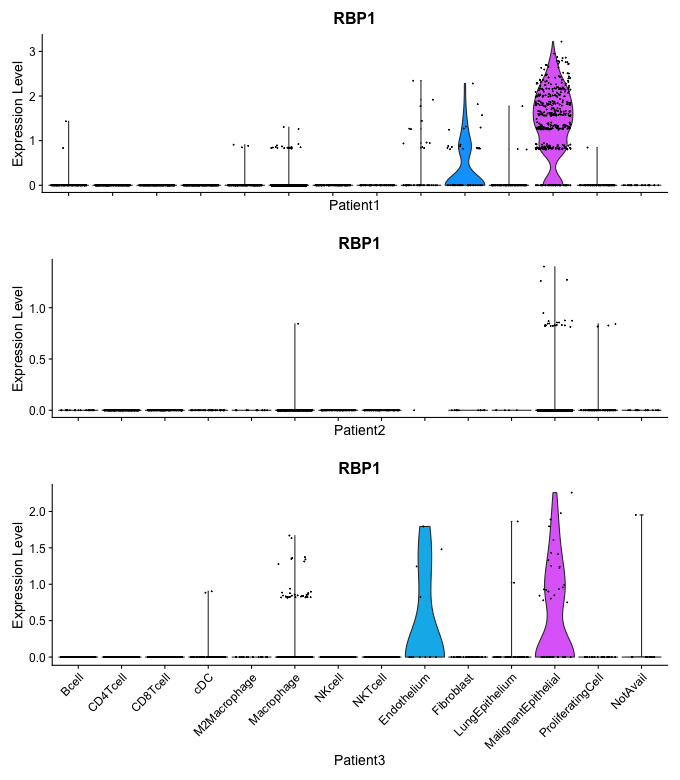 RBP1
Expression Level
3
2
1
0
Patient1
RBP1
Expression Level
1.0
0.5
0.0
Patient2
RBP1
Expression Level
2.0
1.5
1.0
0.5
0.0
Bcell
CD4Tcell
CD8Tcell
cDC
M2Macrophage
Macrophage
NKcell
NKTcell
Endothelium
Fibroblast
LungEpithelium
MalignantEpithelial
ProliferatingCell
NotAvail
Patient3